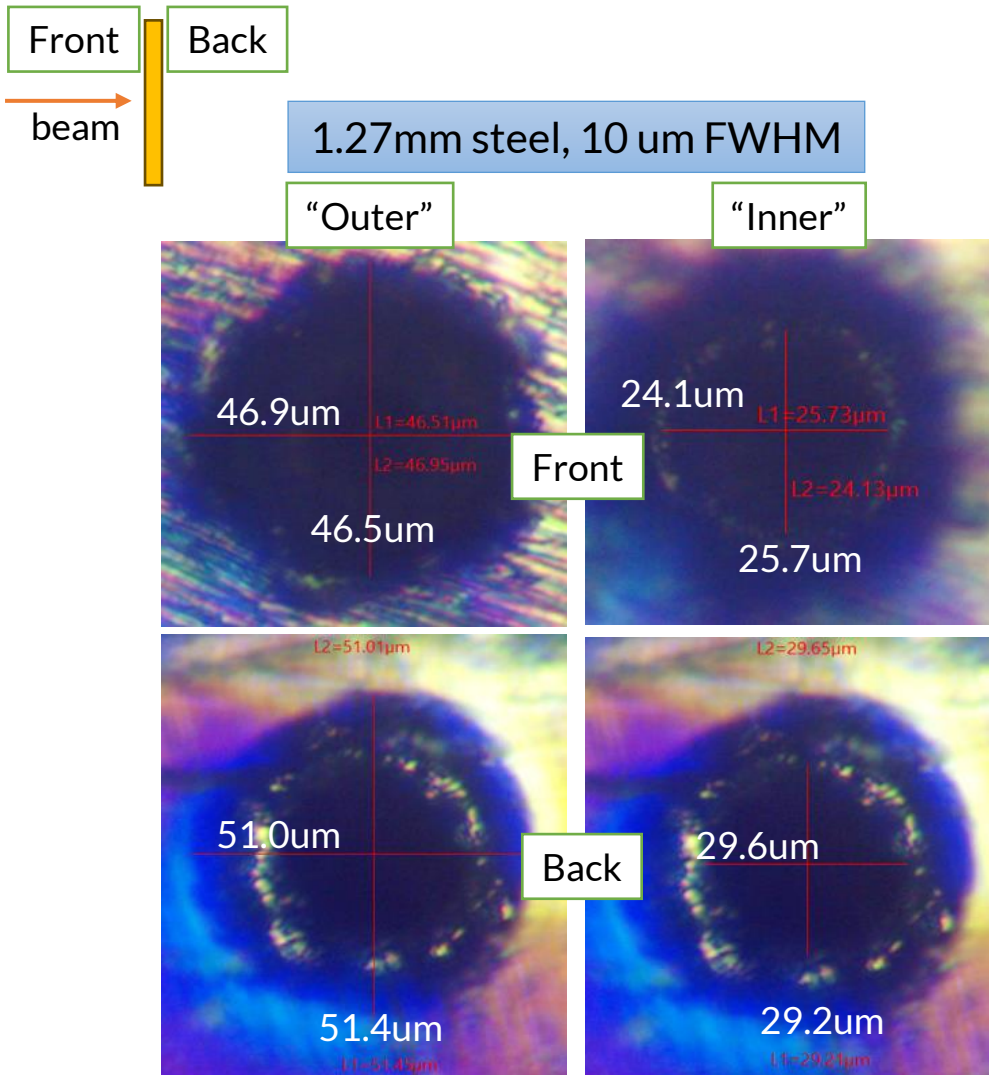 Front
Back
beam
1.27mm steel, 10 um FWHM
“Outer”
“Inner”
46.9um
L1=46.51μm
L2=46.95μm
46.5um
24.1um
L1=25.73μm
L2=24.13μm
25.7um
Front
L2=51.01μm
51.0um
51.4um
L1=51.45μm
L2=29.65μm
29.6um
29.2um
L1=29.21μm
Back